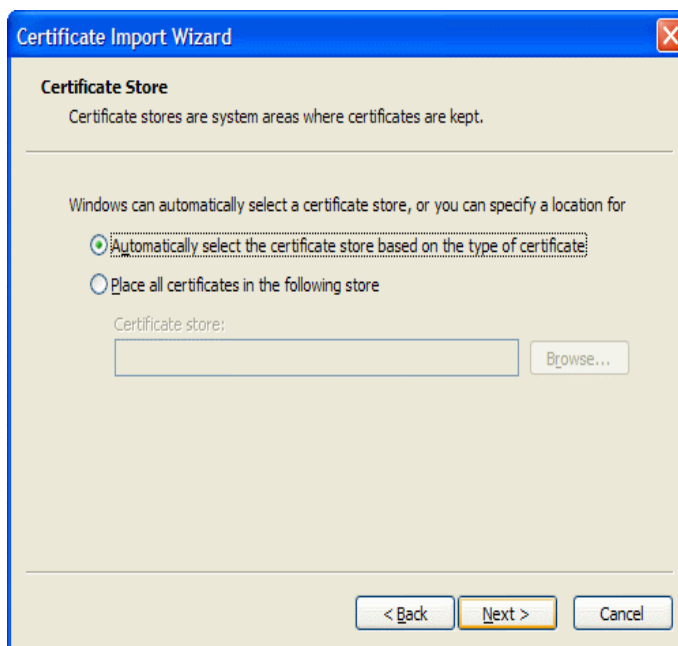 Certificate Import Wizard
Certificate Store
Certificate stores are system areas where certificates are kept.
Windows can automatically select a certificate store, or you can specify a location for
Automatically select the certificate store based on the type of certificate
Place all certificates in the following store
Certificate store:
Browse...
< Back
Next >
Cancel